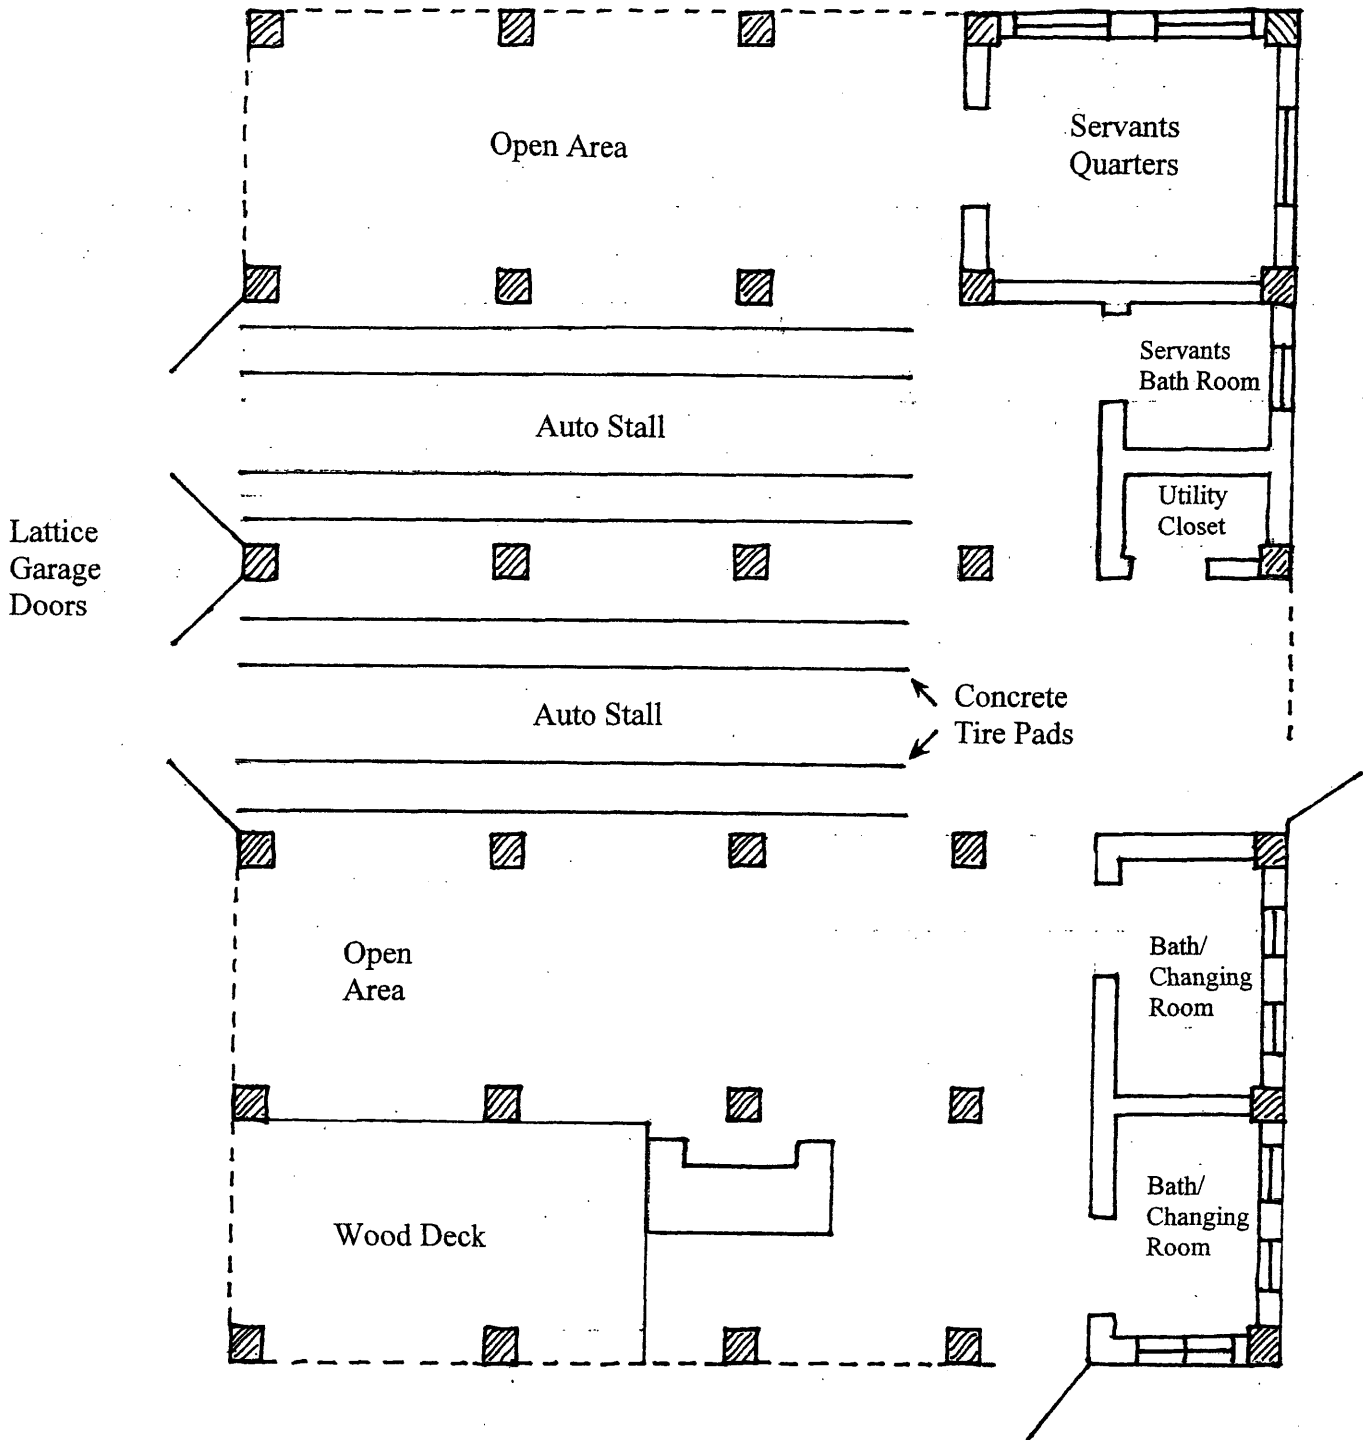 Servants
Quarters
Open Area
Servants
Bath Room
Auto Stall
Utility
Closet
Lattice
Garage
Doors
Concrete
Tire Pads
Auto Stall
Open
Area
Bath/
Changing
Room
Bath/
Changing
Room
Wood Deck